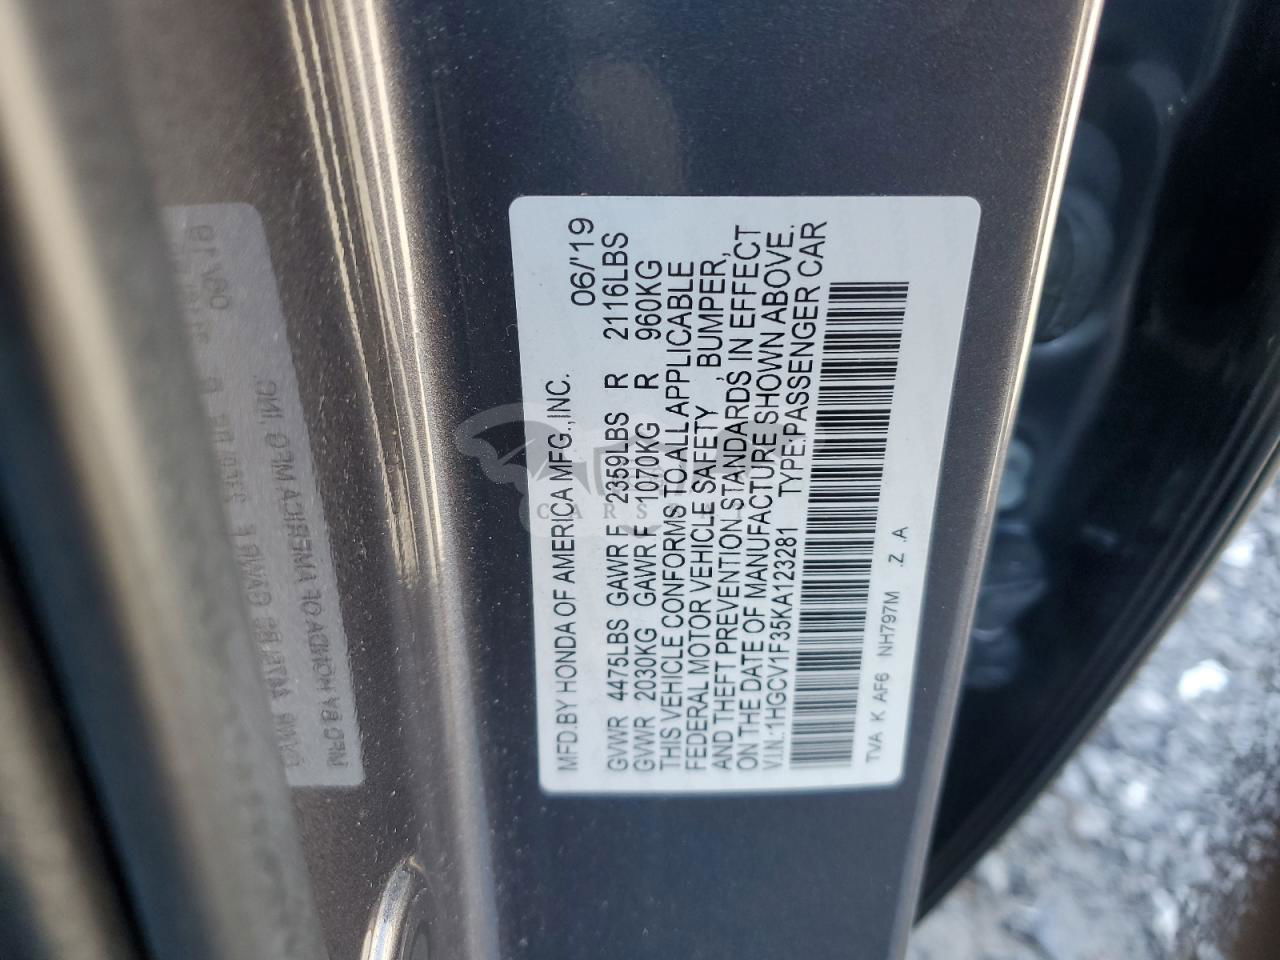 MFD.BY HONDA OF AMERICA MFG.,INC. 06/'19
GVWR 4475LBS GAWR F 2359LBS R 2116LBS
GVWR 2030KG GAWR F 1070KG R 960KG
THIS VEHICLE CONFORMS TO ALL APPLICABLE
FEDERAL MOTOR VEHICLE SAFETY , BUMPER,
AND THEFT PREVENTION STANDARDS IN EFFECT
ON THE DATE OF MANUFACTURE SHOWN ABOVE.
V.I.N.:1HGCV1F35KA123281 TYPE:PASSENGER CAR
TVA K AF6 NH797M .Z .A
CARS